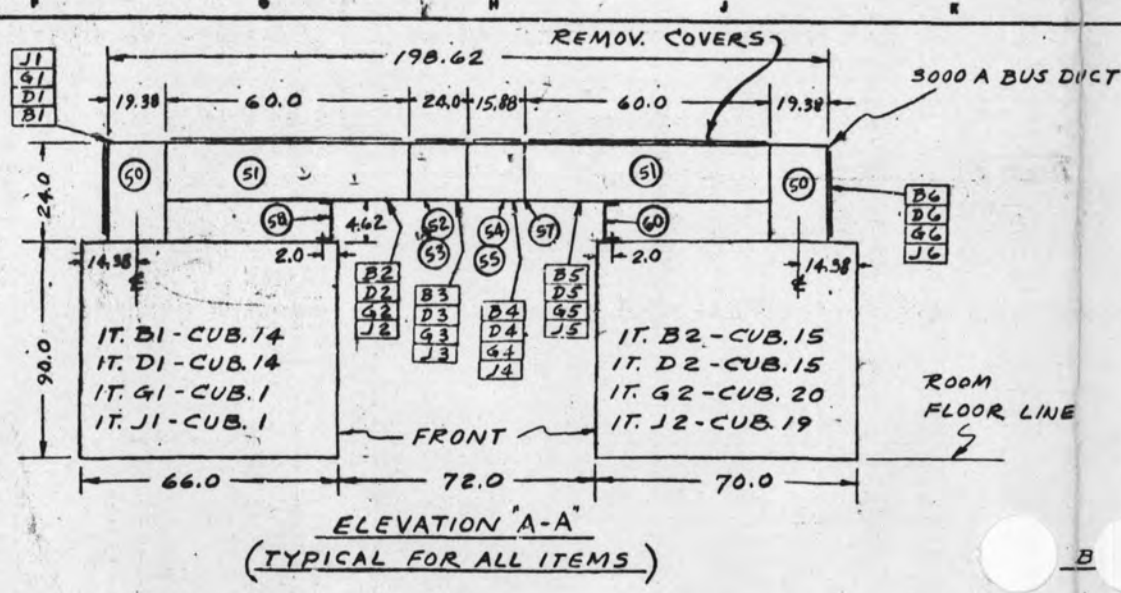 F G H J K
REMOV. COVERS
198.62
3000 A BUS DUCT
J1
G1
D1
B1
19.38 60.0 24.0 15.88 60.0 19.38
24.0
50 51 51 50
58 4.62 52 54 57 60
53 55
2.0 2.0
14.38 14.38
℄ ℄
B6
D6
G6
J6
B2
D2
G2
J2
B3
D3
G3
J3
B4
D4
G4
J4
B5
D5
G5
J5
90.0
IT. B1 - CUB. 14
IT. D1 - CUB. 14
IT. G1 - CUB. 1
IT. J1 - CUB. 1
IT. B2 - CUB. 15
IT. D2 - CUB. 15
IT. G2 - CUB. 20
IT. J2 - CUB. 19
FRONT
ROOM
FLOOR LINE
66.0 72.0 70.0
ELEVATION "A-A"
(TYPICAL FOR ALL ITEMS)
B